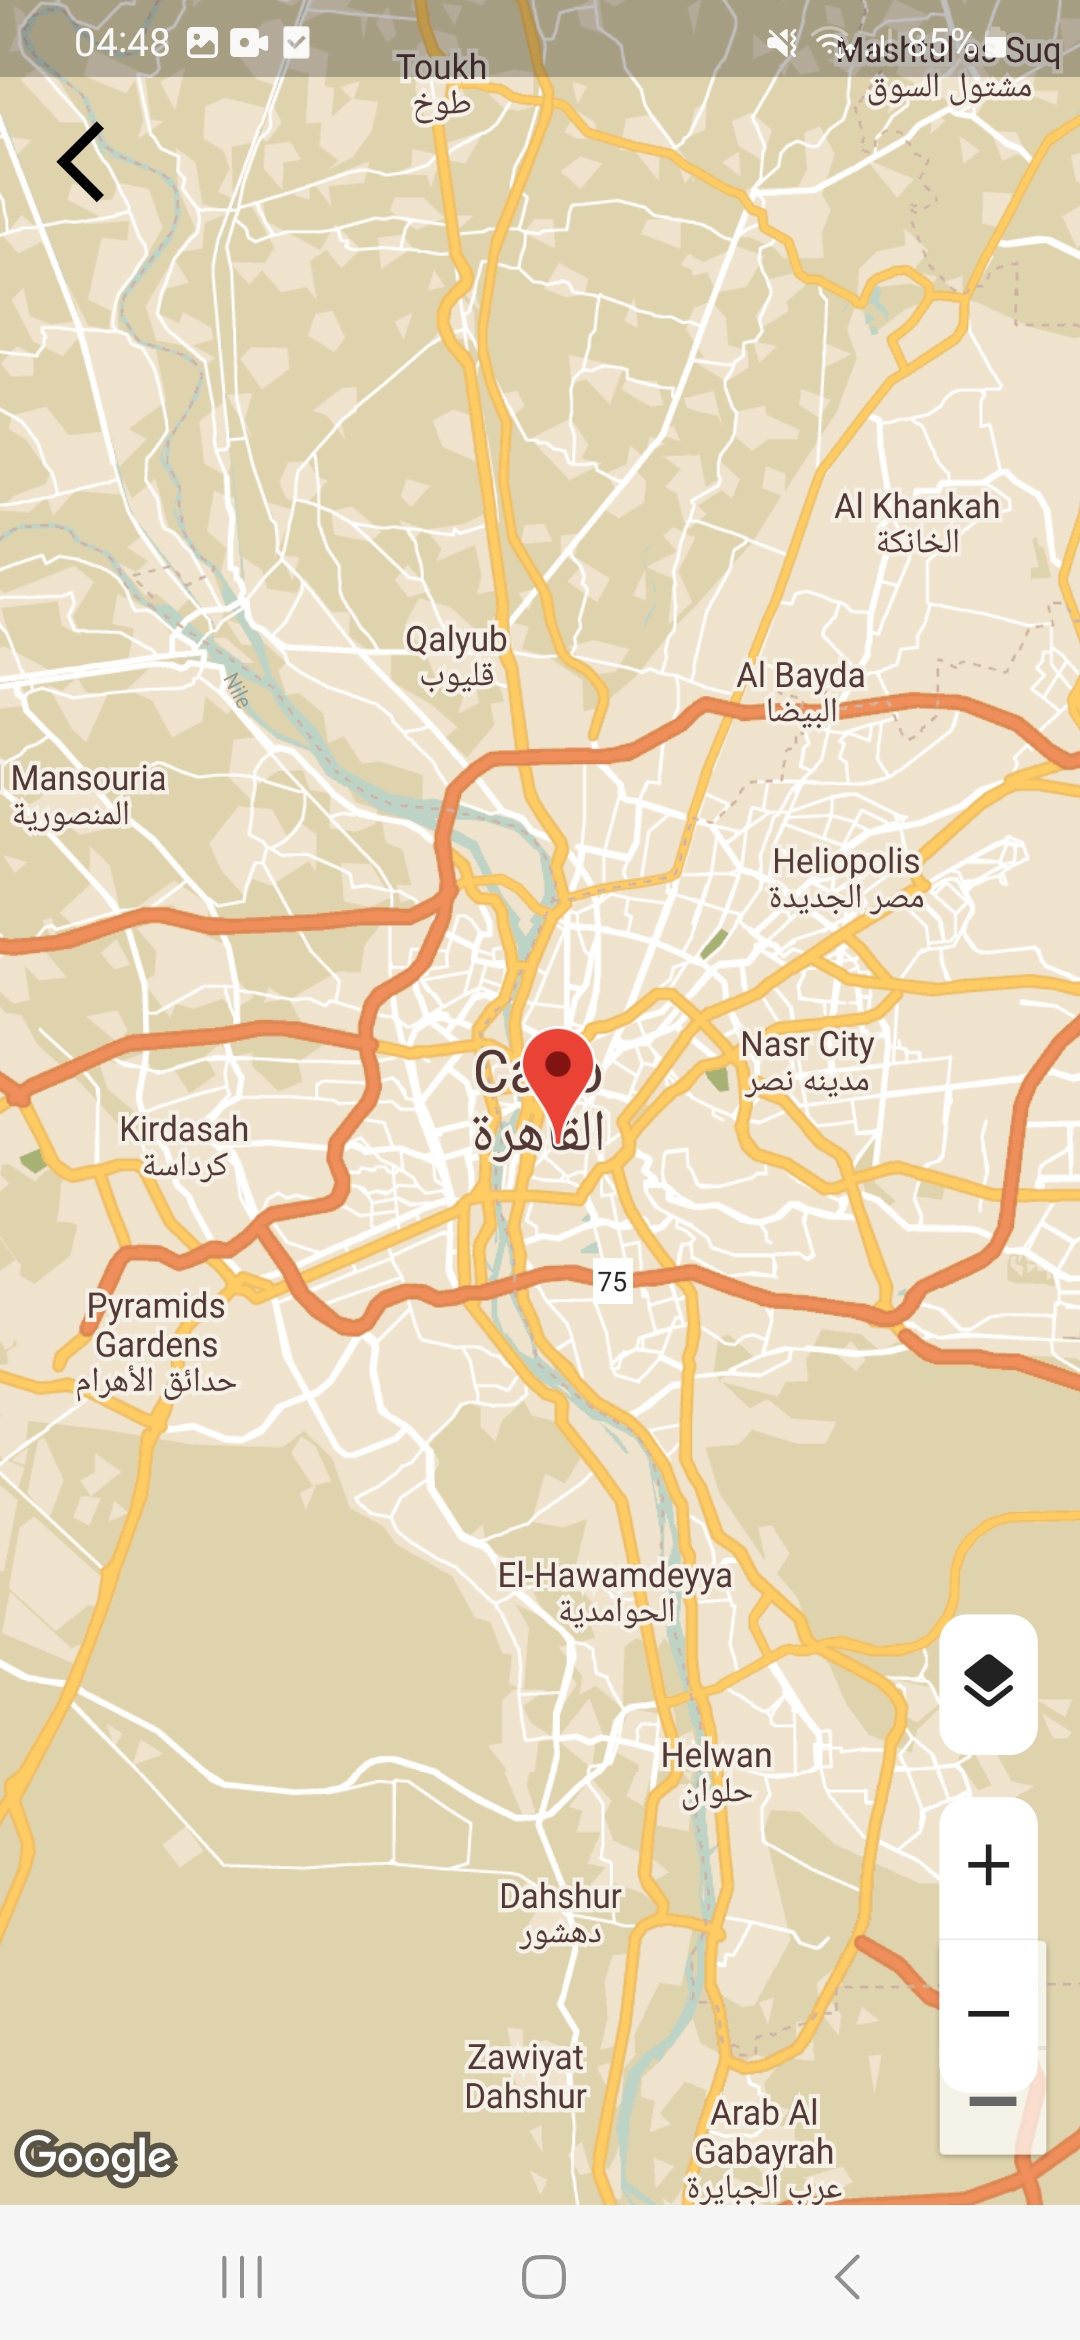 04:48
85%
Toukh
طوخ
Mashtul as Suq
مشتول السوق
Al Khankah
الخانكة
Qalyub
قليوب
Al Bayda
البيضا
Nile
Mansouria
المنصورية
Heliopolis
مصر الجديدة
Nasr City
مدينه نصر
القاهرة
Kirdasah
كرداسة
75
Pyramids
Gardens
حدائق الأهرام
El-Hawamdeyya
الحوامدية
Helwan
حلوان
Dahshur
دهشور
Zawiyat
Dahshur
Arab Al
Gabayrah
عرب الجبايرة
Google